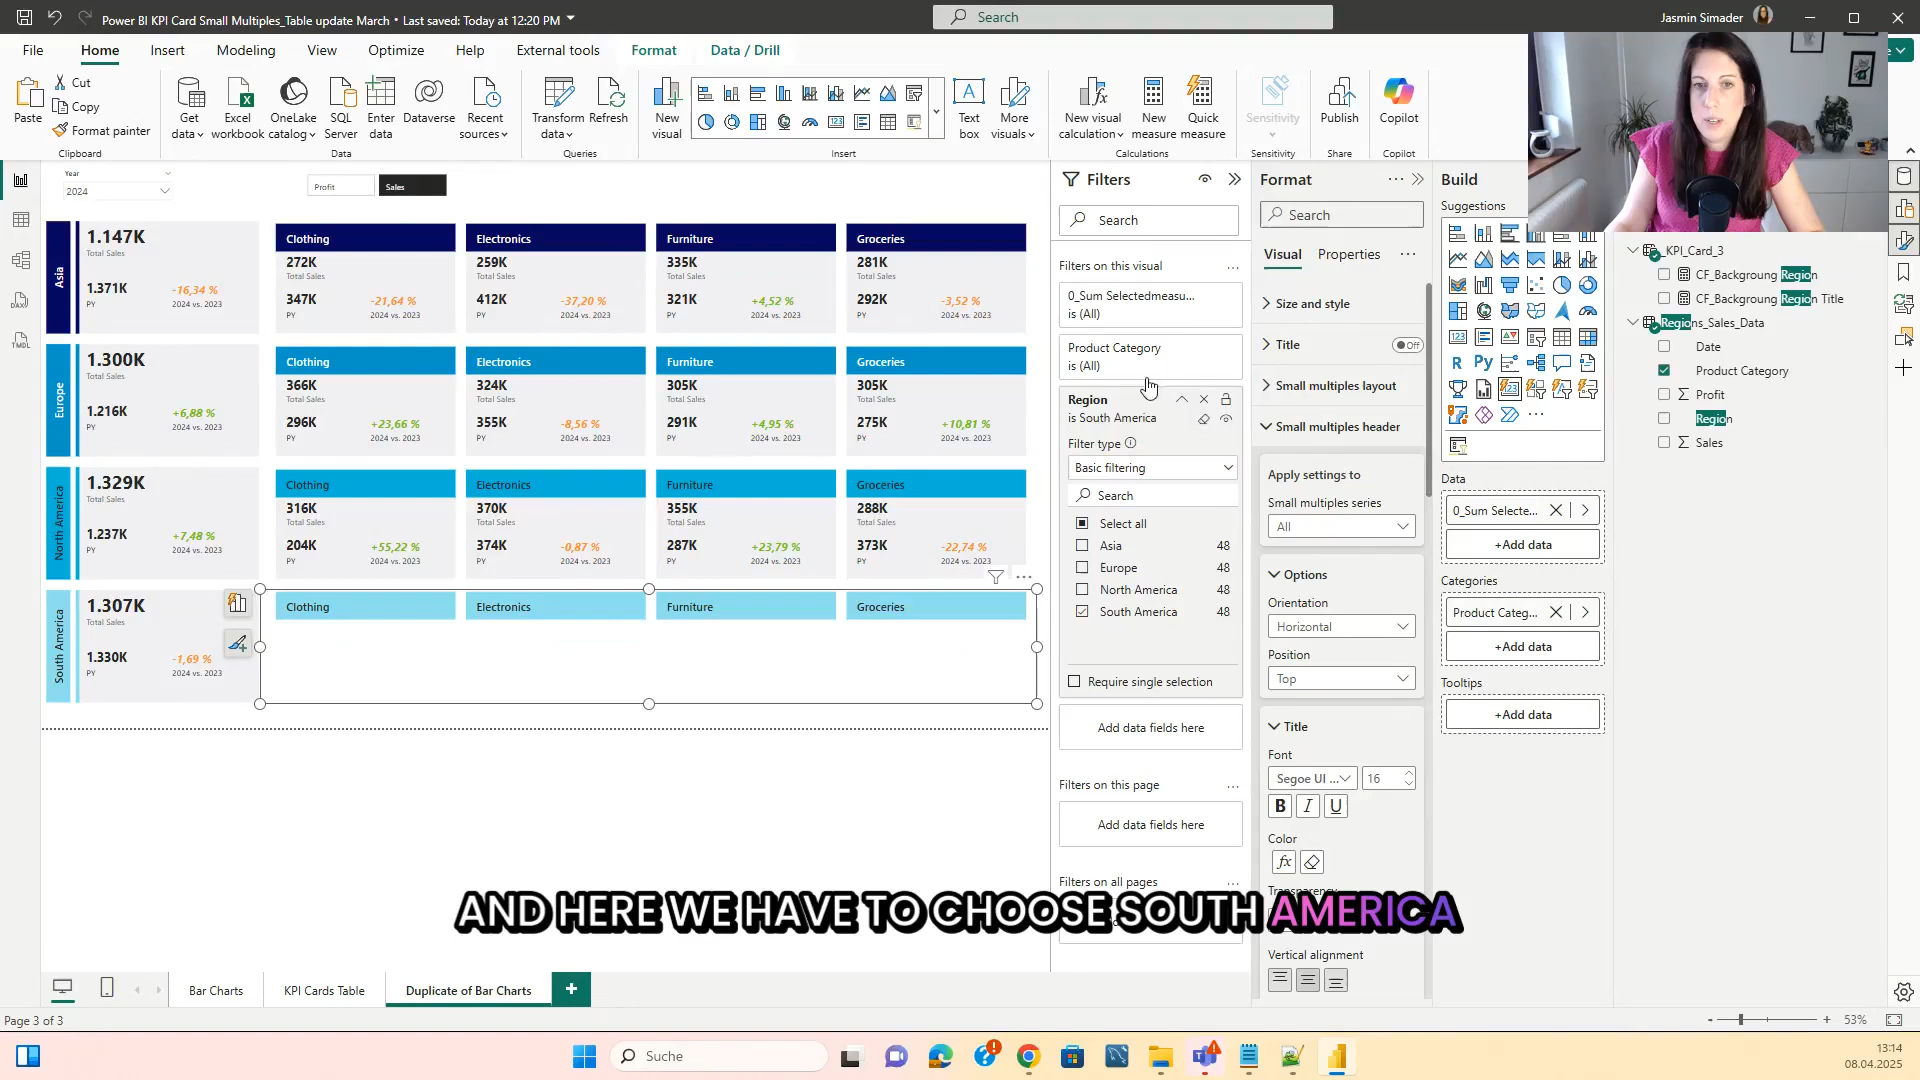 Power BI KPI Card Small Multiples_Table update March • Last saved: Today at 12:20 PM
Search
Jasmin Simader
File
Home
Insert
Modeling
View
Optimize
Help
External tools
Format
Data / Drill
Paste
Cut
Copy
Format painter
Clipboard
Get data
Excel workbook
OneLake catalog
SQL Server
Enter data
Dataverse
Recent sources
Data
Transform data
Refresh
Queries
New visual
Text box
More visuals
Insert
New visual calculation
New measure
Quick measure
Calculations
Sensitivity
Sensitivity
Publish
Share
Copilot
Copilot
Year
2024
Profit
Sales
Asia
1.147K
Total Sales
1.371K
PY
-16,34 %
2024 vs. 2023
Clothing
272K
Total Sales
347K
PY
-21,64 %
2024 vs. 2023
Electronics
259K
Total Sales
412K
PY
-37,20 %
2024 vs. 2023
Furniture
335K
Total Sales
321K
PY
+4,52 %
2024 vs. 2023
Groceries
281K
Total Sales
292K
PY
-3,52 %
2024 vs. 2023
Europe
1.300K
Total Sales
1.216K
PY
+6,88 %
2024 vs. 2023
Clothing
366K
Total Sales
296K
PY
+23,66 %
2024 vs. 2023
Electronics
324K
Total Sales
355K
PY
-8,56 %
2024 vs. 2023
Furniture
305K
Total Sales
291K
PY
+4,95 %
2024 vs. 2023
Groceries
305K
Total Sales
275K
PY
+10,81 %
2024 vs. 2023
North America
1.329K
Total Sales
1.237K
PY
+7,48 %
2024 vs. 2023
Clothing
316K
Total Sales
204K
PY
+55,22 %
2024 vs. 2023
Electronics
370K
Total Sales
374K
PY
-0,87 %
2024 vs. 2023
Furniture
355K
Total Sales
287K
PY
+23,79 %
2024 vs. 2023
Groceries
288K
Total Sales
373K
PY
-22,74 %
2024 vs. 2023
South America
1.307K
Total Sales
1.330K
PY
-1,69 %
2024 vs. 2023
Clothing
Electronics
Furniture
Groceries
Filters
Search
Filters on this visual
0_Sum Selectedmeasu...
is (All)
Product Category
is (All)
Region
is South America
Filter type
Basic filtering
Search
Select all
Asia 48
Europe 48
North America 48
South America 48
Require single selection
Add data fields here
Filters on this page
Add data fields here
Filters on all pages
Format
Search
Visual
Properties
Size and style
Title
Off
Small multiples layout
Small multiples header
Apply settings to
Small multiples series
All
Options
Orientation
Horizontal
Position
Top
Title
Font
Segoe UI ...
16
B I U
Color
fx
Transparency
Vertical alignment
Build
Suggestions
R
Py
Data
0_Sum Selecte...
+Add data
Categories
Product Categ...
+Add data
Tooltips
+Add data
_KPI_Card_3
CF_Backgroung Region
CF_Backgroung Region Title
Regions_Sales_Data
Date
Product Category
Profit
Region
Sales
AND HERE WE HAVE TO CHOOSE SOUTH AMERICA
Bar Charts
KPI Cards Table
Duplicate of Bar Charts
Page 3 of 3
53%
Suche
13:14
08.04.2025